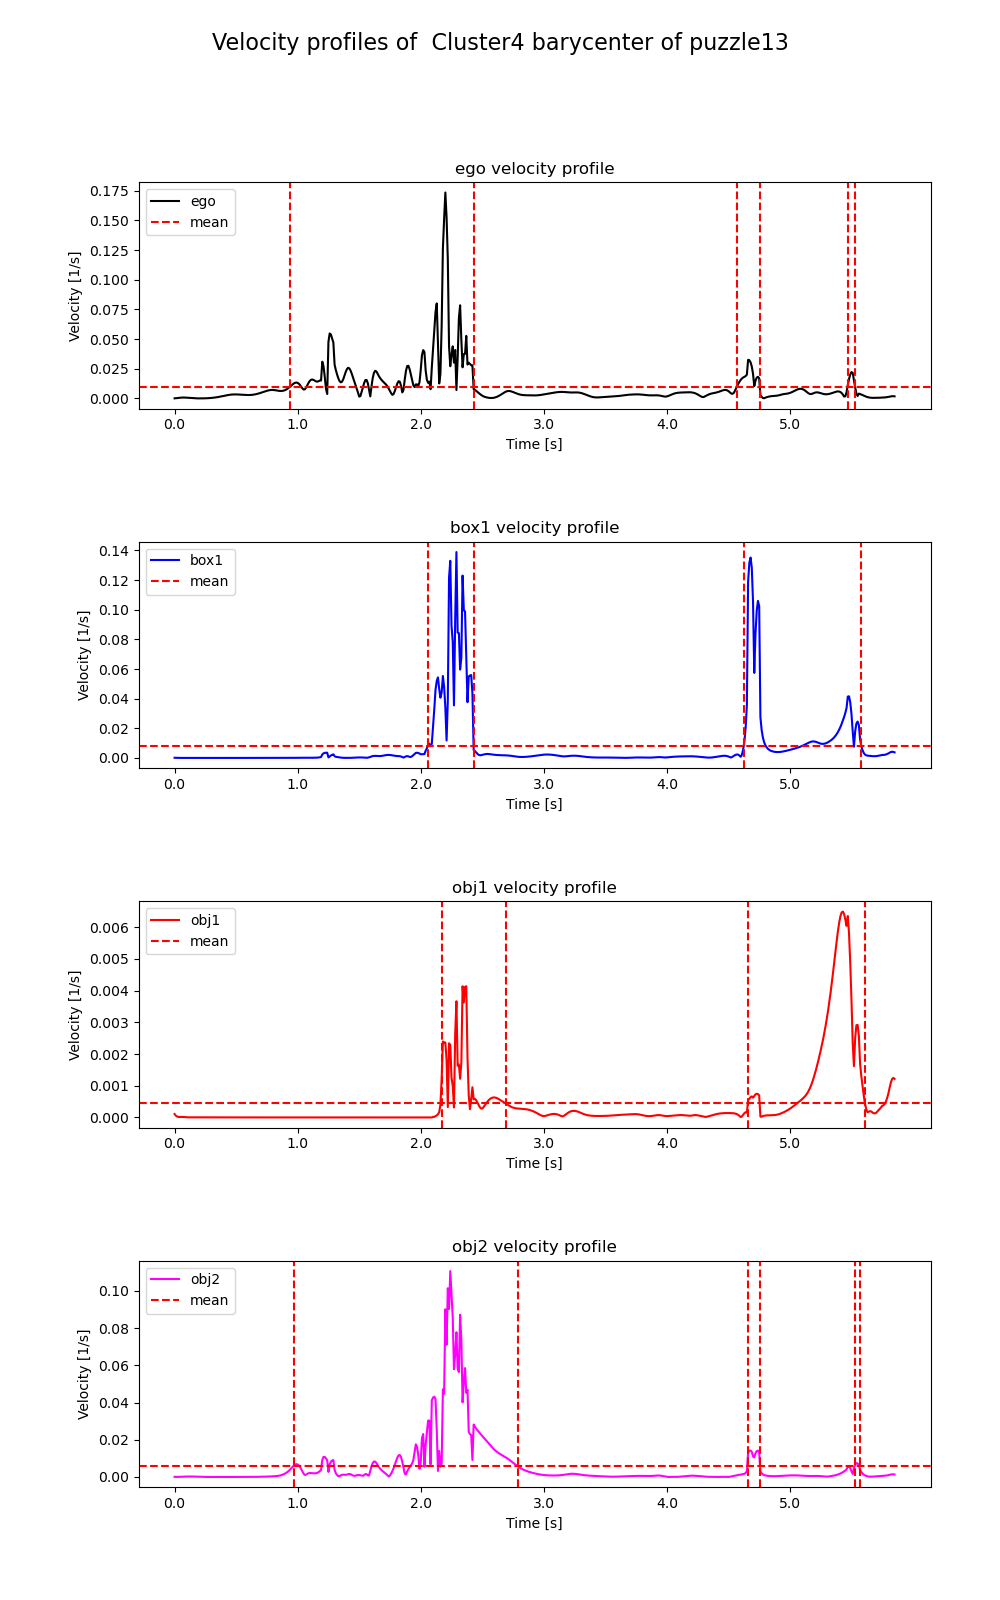 Velocity profiles of  Cluster4 barycenter of puzzle13
ego velocity profile
0.175
0.150
0.125
0.100
0.075
0.050
0.025
0.000
Velocity [1/s]
ego
mean
0.0 1.0 2.0 3.0 4.0 5.0
Time [s]
box1 velocity profile
0.14
0.12
0.10
0.08
0.06
0.04
0.02
0.00
Velocity [1/s]
box1
mean
0.0 1.0 2.0 3.0 4.0 5.0
Time [s]
obj1 velocity profile
0.006
0.005
0.004
0.003
0.002
0.001
0.000
Velocity [1/s]
obj1
mean
0.0 1.0 2.0 3.0 4.0 5.0
Time [s]
obj2 velocity profile
0.10
0.08
0.06
0.04
0.02
0.00
Velocity [1/s]
obj2
mean
0.0 1.0 2.0 3.0 4.0 5.0
Time [s]